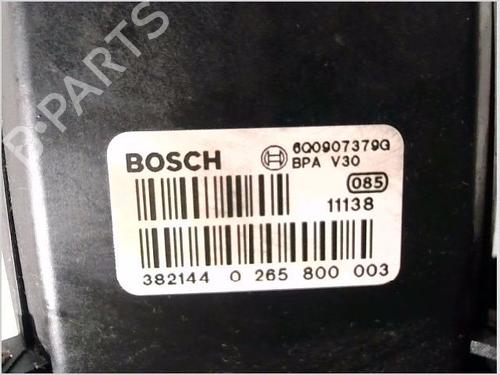 B-PARTS
BOSCH 6Q0907379G
BPA V30
085
11138
382144 0 265 800 003